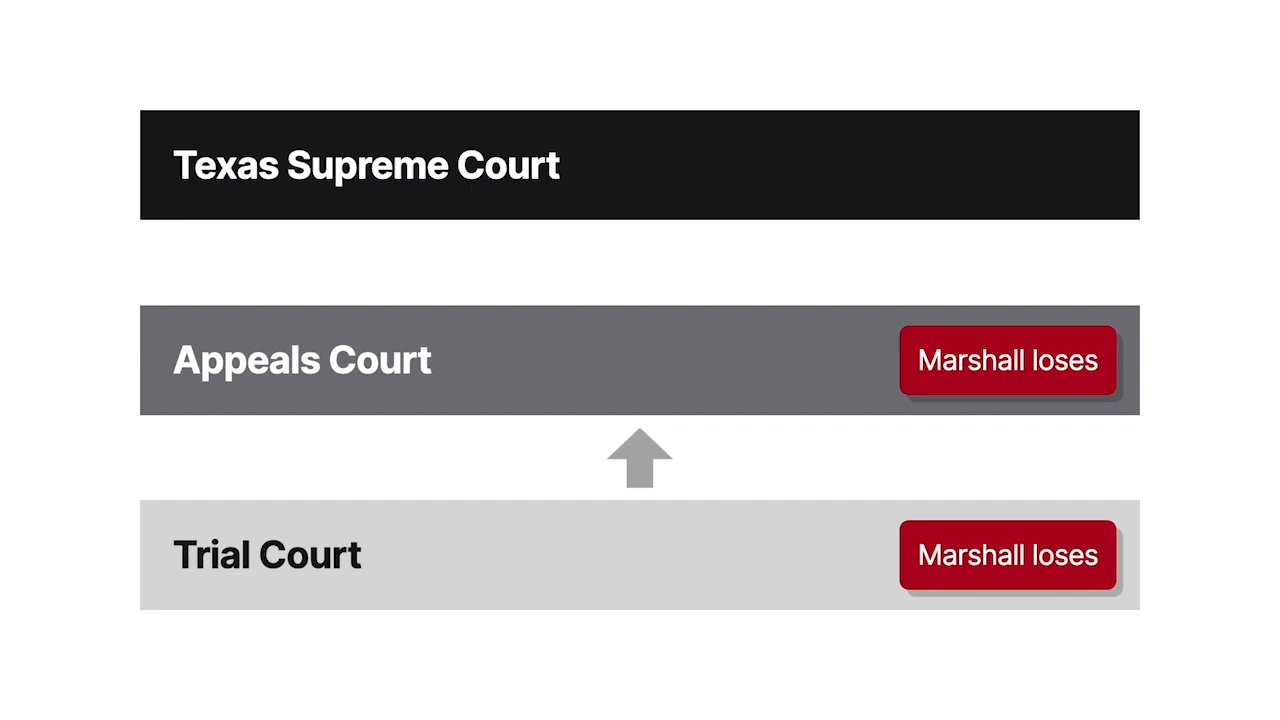 Texas Supreme Court
Appeals Court
Marshall loses
Trial Court
Marshall loses